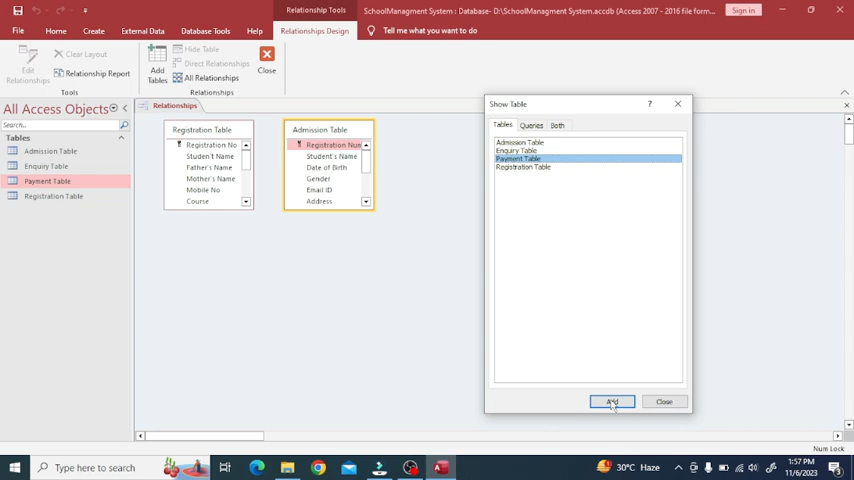 Relationship Tools
SchoolManagment System : Database- D:\SchoolManagment System.accdb (Access 2007 - 2016 file form...
Sign in
File
Home
Create
External Data
Database Tools
Help
Relationships Design
Tell me what you want to do
Edit
Relationships
Clear Layout
Relationship Report
Tools
Add
Tables
Hide Table
Direct Relationships
All Relationships
Relationships
Close
All Access Objects
Search...
Tables
Admission Table
Enquiry Table
Payment Table
Registration Table
Relationships
Registration Table
Registration No
Student't Name
Father's Name
Mother's Name
Mobile No
Course
Admission Table
Registration Num
Student's Name
Date of Birth
Gender
Email ID
Address
Show Table
?
Tables
Queries
Both
Admission Table
Enquiry Table
Payment Table
Registration Table
Add
Close
Num Lock
Type here to search
30°C Haze
1:57 PM
11/6/2023
3